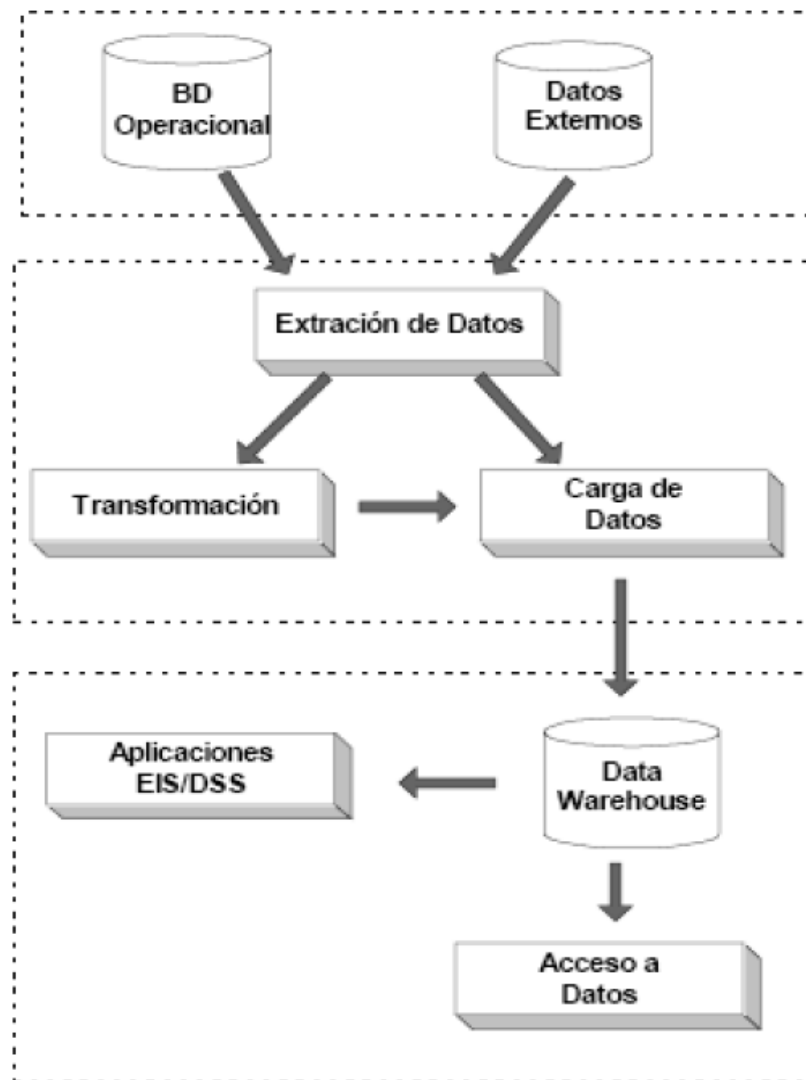 BD
Operacional
Datos
Externos
Extración de Datos
Transformación
Carga de
Datos
Aplicaciones
EIS/DSS
Data
Warehouse
Acceso a
Datos